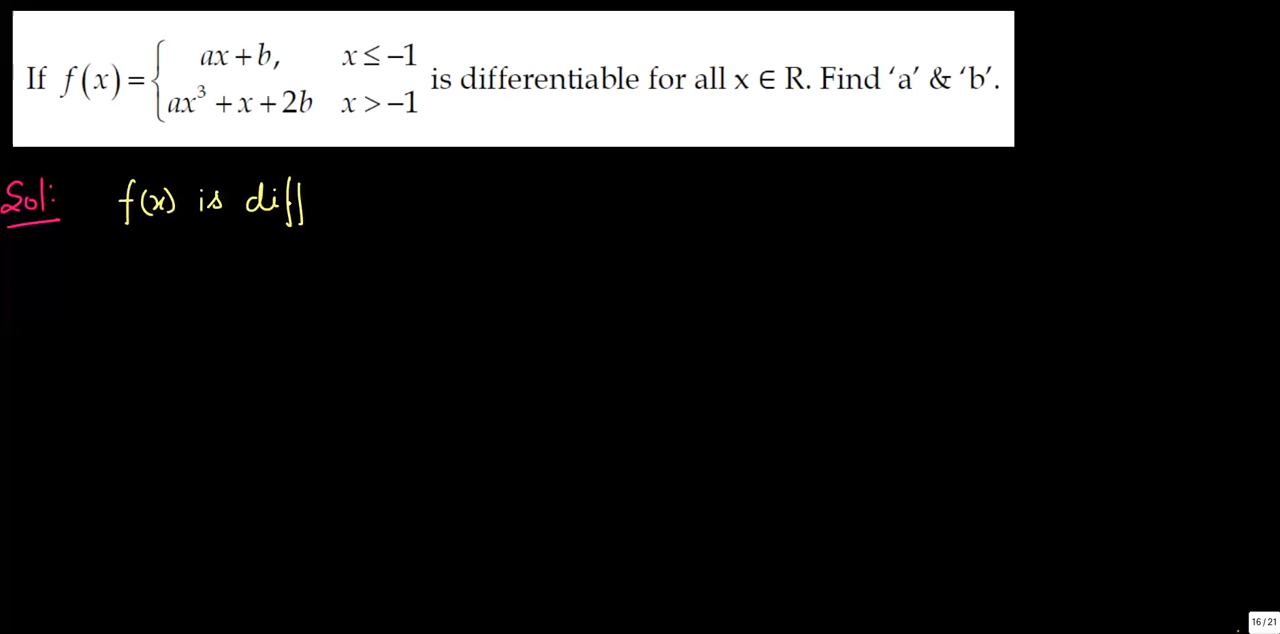 If f(x) = { ax + b, x ≤ −1
ax³ + x + 2b x > −1
is differentiable for all x ∈ R. Find ‘a’ & ‘b’.
Sol: f(x) is diff
16 / 21